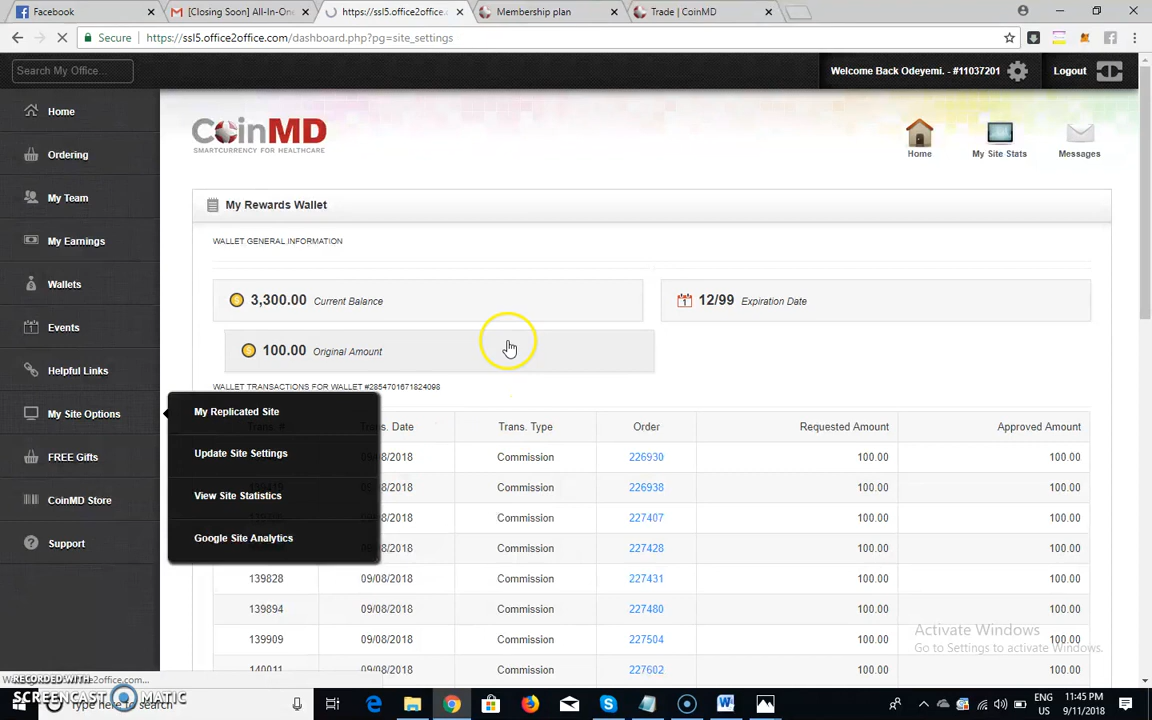 Facebook
[Closing Soon] All-In-One
https://ssl5.office2office.
Membership plan
Trade | CoinMD
Secure https://ssl5.office2office.com/dashboard.php?pg=site_settings
Search My Office...
Welcome Back Odeyemi. - #11037201
Logout
Home
Ordering
My Team
My Earnings
Wallets
Events
Helpful Links
My Site Options
FREE Gifts
CoinMD Store
Support
CoinMD
SMARTCURRENCY FOR HEALTHCARE
Home
My Site Stats
Messages
My Rewards Wallet
WALLET GENERAL INFORMATION
3,300.00 Current Balance
12/99 Expiration Date
100.00 Original Amount
WALLET TRANSACTIONS FOR WALLET #2854701671824098
My Replicated Site
Update Site Settings
View Site Statistics
Google Site Analytics
Trans. Date Trans. Type Order Requested Amount Approved Amount
/2018 Commission 226930 100.00 100.00
/2018 Commission 226938 100.00 100.00
/2018 Commission 227407 100.00 100.00
/2018 Commission 227428 100.00 100.00
139828 09/08/2018 Commission 227431 100.00 100.00
139894 09/08/2018 Commission 227480 100.00 100.00
139909 09/08/2018 Commission 227504 100.00 100.00
140011 09/08/2018 Commission 227602 100.00 100.00
Activate Windows
Go to Settings to activate Windows.
RECORDED WITH
SCREENCAST MATIC
here to search
ENG
US
11:45 PM
9/11/2018